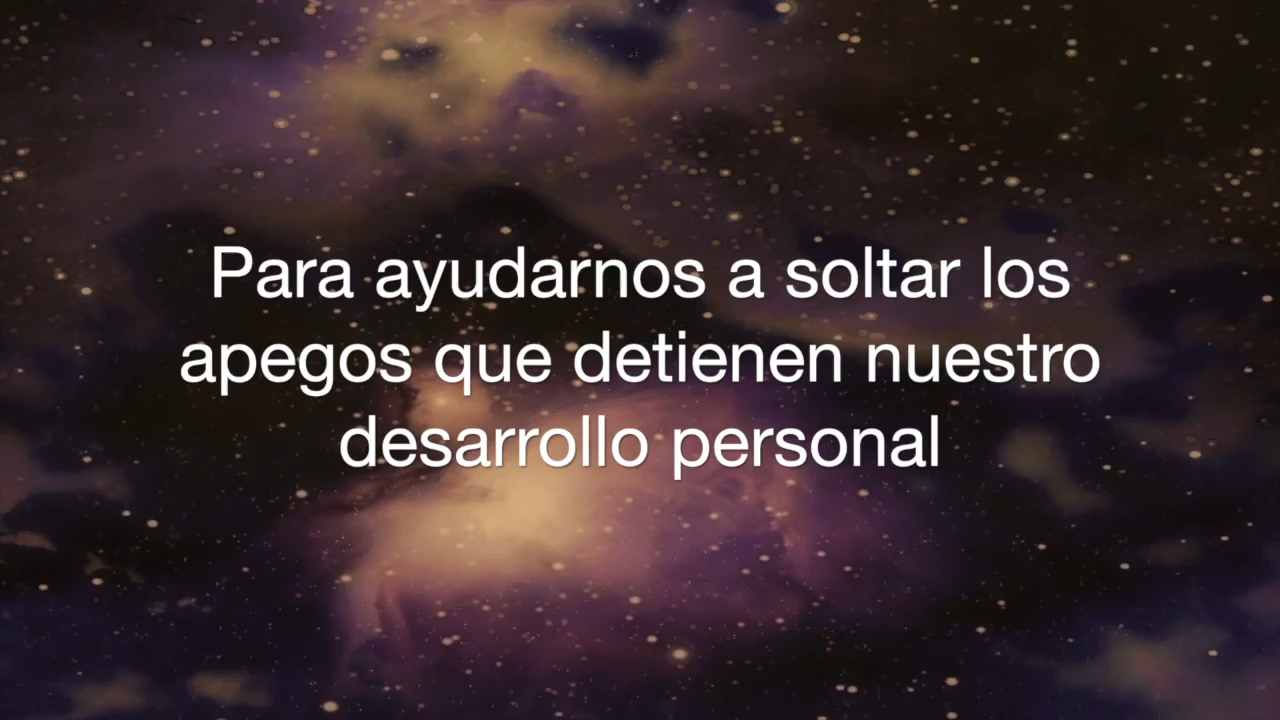 Para ayudarnos a soltar los
apegos que detienen nuestro
desarrollo personal